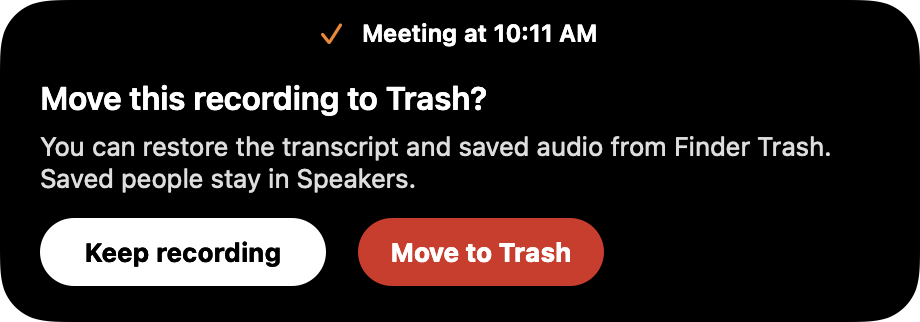 Meeting at 10:11 AM
Move this recording to Trash?
You can restore the transcript and saved audio from Finder Trash.
Saved people stay in Speakers.
Keep recording
Move to Trash